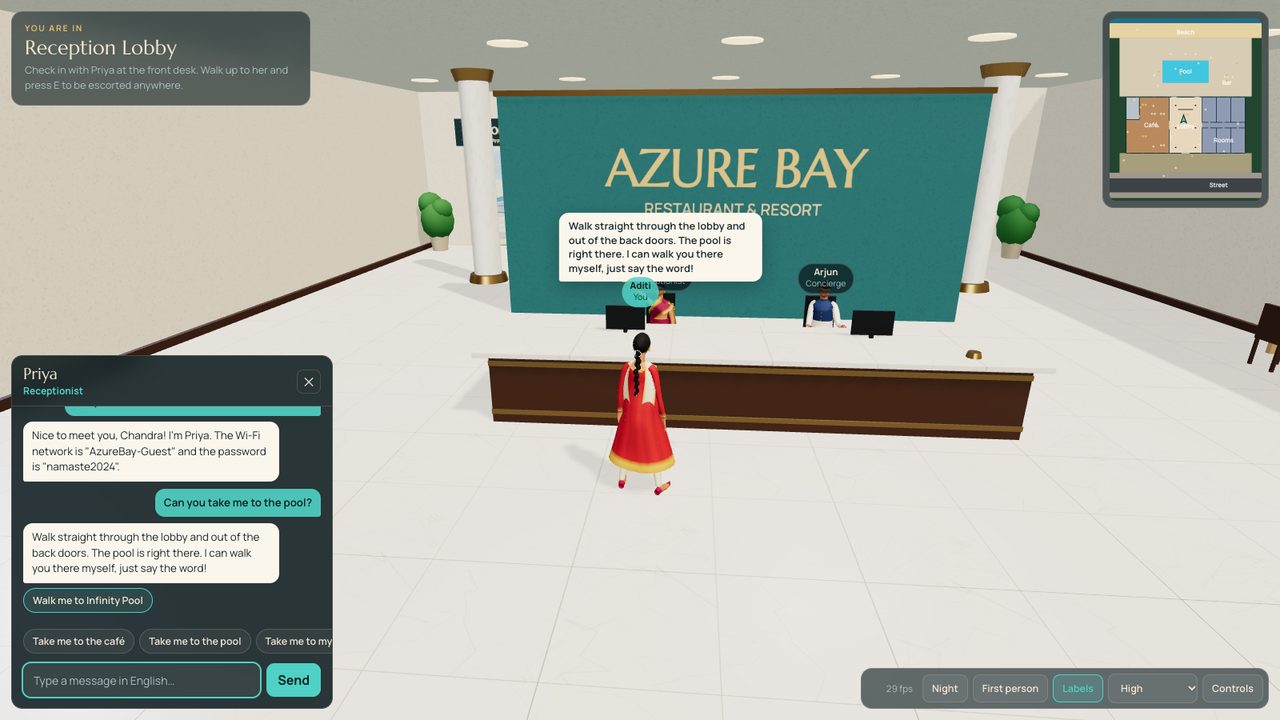 YOU ARE IN
Reception Lobby
Check in with Priya at the front desk. Walk up to her and
press E to be escorted anywhere.
Beach
Pool
Bar
Café
Rooms
Street
AZURE BAY
RESTAURANT & RESORT
Walk straight through the lobby and
out of the back doors. The pool is
right there. I can walk you there
myself, just say the word!
Aditi
You
Arjun
Concierge
Priya
Receptionist
Nice to meet you, Chandra! I'm Priya. The Wi-Fi
network is "AzureBay-Guest" and the password
is "namaste2024".
Can you take me to the pool?
Walk straight through the lobby and out of the
back doors. The pool is right there. I can walk
you there myself, just say the word!
Walk me to Infinity Pool
Take me to the café
Take me to the pool
Take me to my
Type a message in English...
Send
29 fps
Night
First person
Labels
High
Controls